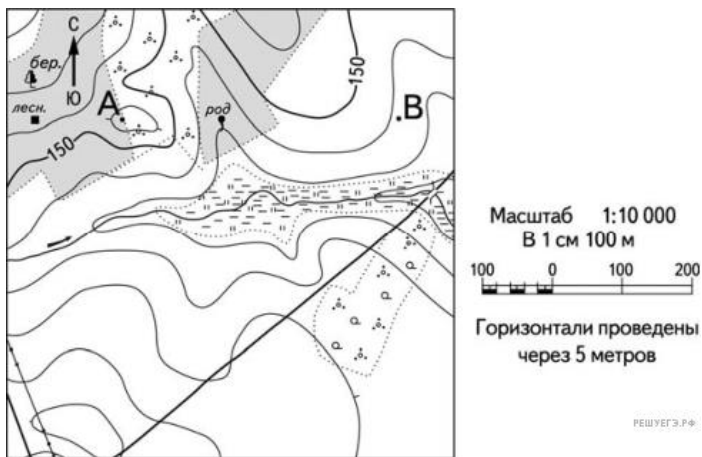 С
бер.
Ю
лесн.
А
род
150
В
150
Масштаб 1:10 000
В 1 см 100 м
100 0 100 200
Горизонтали проведены
через 5 метров
РЕШУЕГЭ.РФ